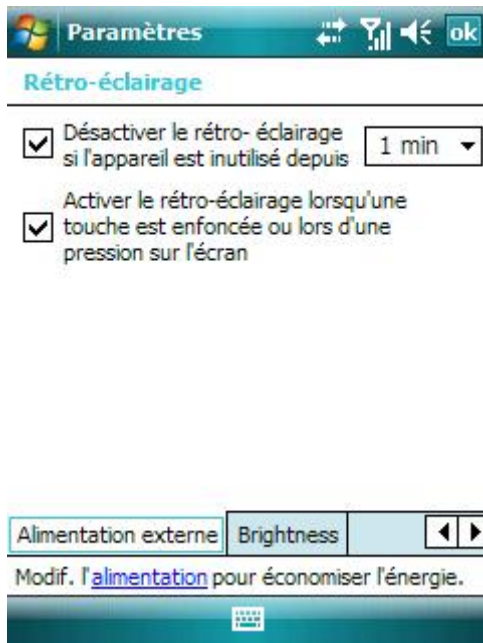 Paramètres
ok
Rétro-éclairage
Désactiver le rétro- éclairage
si l'appareil est inutilisé depuis
1 min
Activer le rétro-éclairage lorsqu'une
touche est enfoncée ou lors d'une
pression sur l'écran
Alimentation externe Brightness
Modif. l'alimentation pour économiser l'énergie.